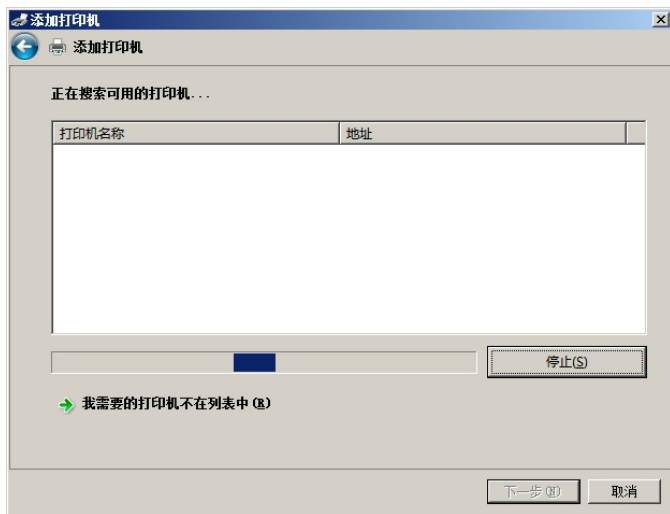 添加打印机
添加打印机
正在搜索可用的打印机...
打印机名称 地址
停止(S)
我需要的打印机不在列表中(R)
下一步(N) 取消